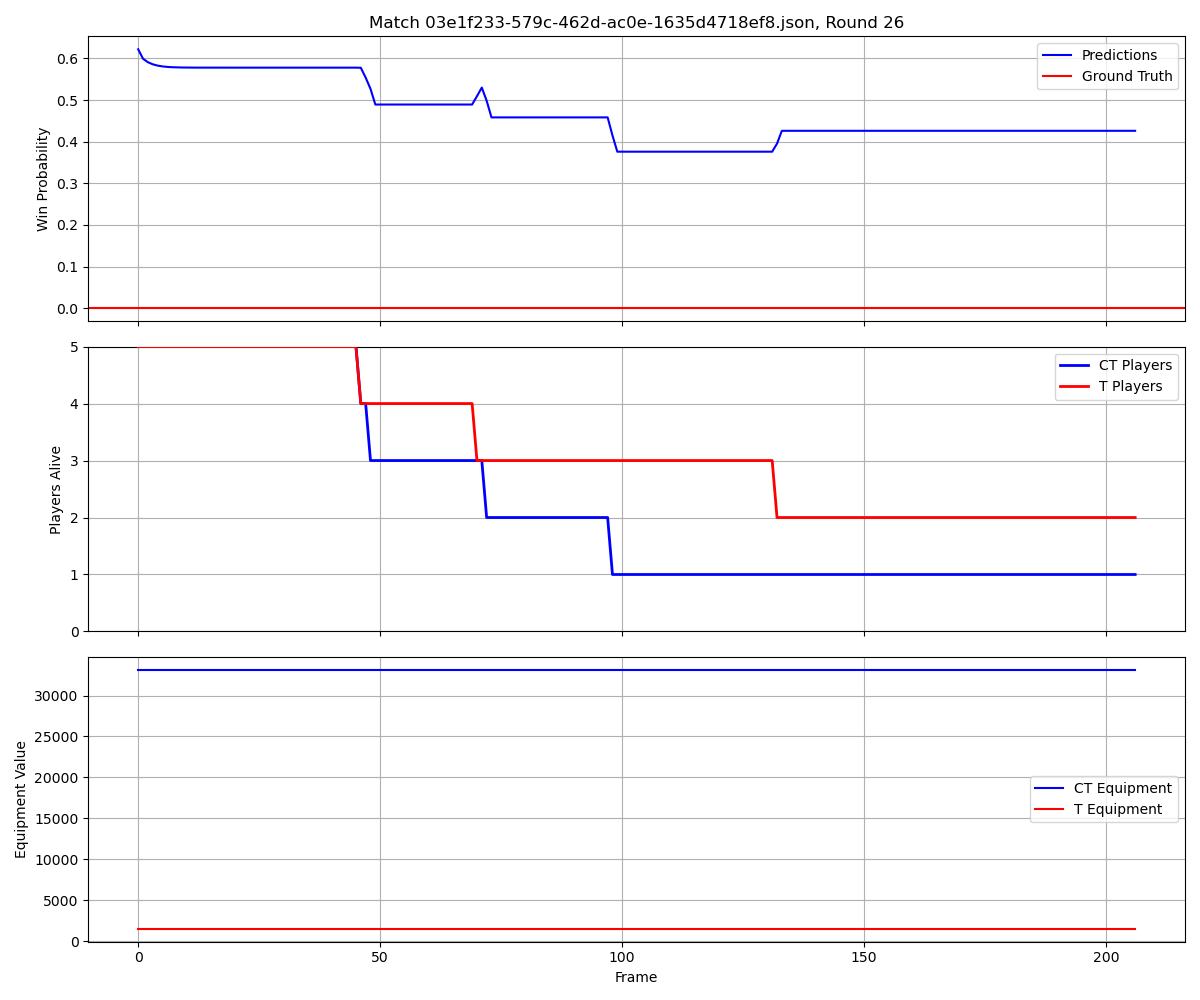 Match 03e1f233-579c-462d-ac0e-1635d4718ef8.json, Round 26
Win Probability
0.6
0.5
0.4
0.3
0.2
0.1
0.0
Predictions
Ground Truth
Players Alive
5
4
3
2
1
0
CT Players
T Players
Equipment Value
30000
25000
20000
15000
10000
5000
0
CT Equipment
T Equipment
0 50 100 150 200
Frame